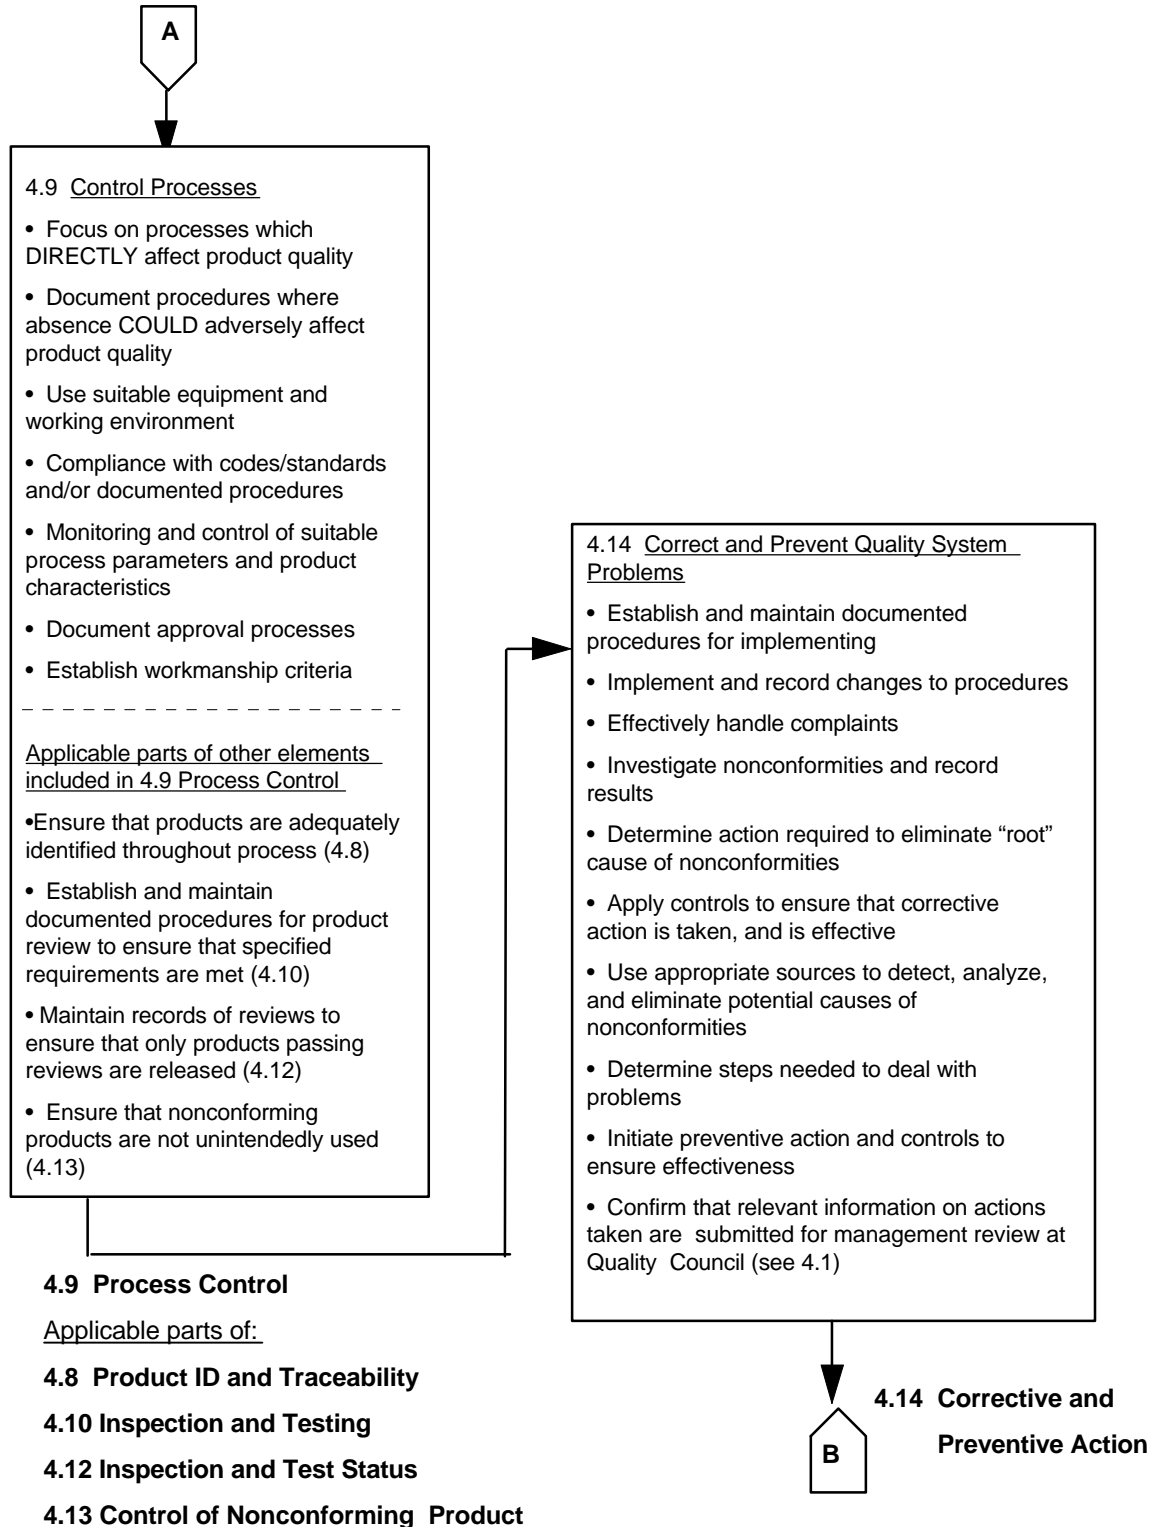 A
4.9 Control Processes
• Focus on processes which
DIRECTLY affect product quality
• Document procedures where
absence COULD adversely affect
product quality
• Use suitable equipment and
working environment
• Compliance with codes/standards
and/or documented procedures
• Monitoring and control of suitable
process parameters and product
characteristics
• Document approval processes
• Establish workmanship criteria
Applicable parts of other elements
included in 4.9 Process Control
•Ensure that products are adequately
identified throughout process (4.8)
• Establish and maintain
documented procedures for product
review to ensure that specified
requirements are met (4.10)
• Maintain records of reviews to
ensure that only products passing
reviews are released (4.12)
• Ensure that nonconforming
products are not unintendedly used
(4.13)
4.9 Process Control
Applicable parts of:
4.8 Product ID and Traceability
4.10 Inspection and Testing
4.12 Inspection and Test Status
4.13 Control of Nonconforming Product
4.14 Correct and Prevent Quality System
Problems
• Establish and maintain documented
procedures for implementing
• Implement and record changes to procedures
• Effectively handle complaints
• Investigate nonconformities and record
results
• Determine action required to eliminate “root”
cause of nonconformities
• Apply controls to ensure that corrective
action is taken, and is effective
• Use appropriate sources to detect, analyze,
and eliminate potential causes of
nonconformities
• Determine steps needed to deal with
problems
• Initiate preventive action and controls to
ensure effectiveness
• Confirm that relevant information on actions
taken are submitted for management review at
Quality Council (see 4.1)
4.14 Corrective and
Preventive Action
B